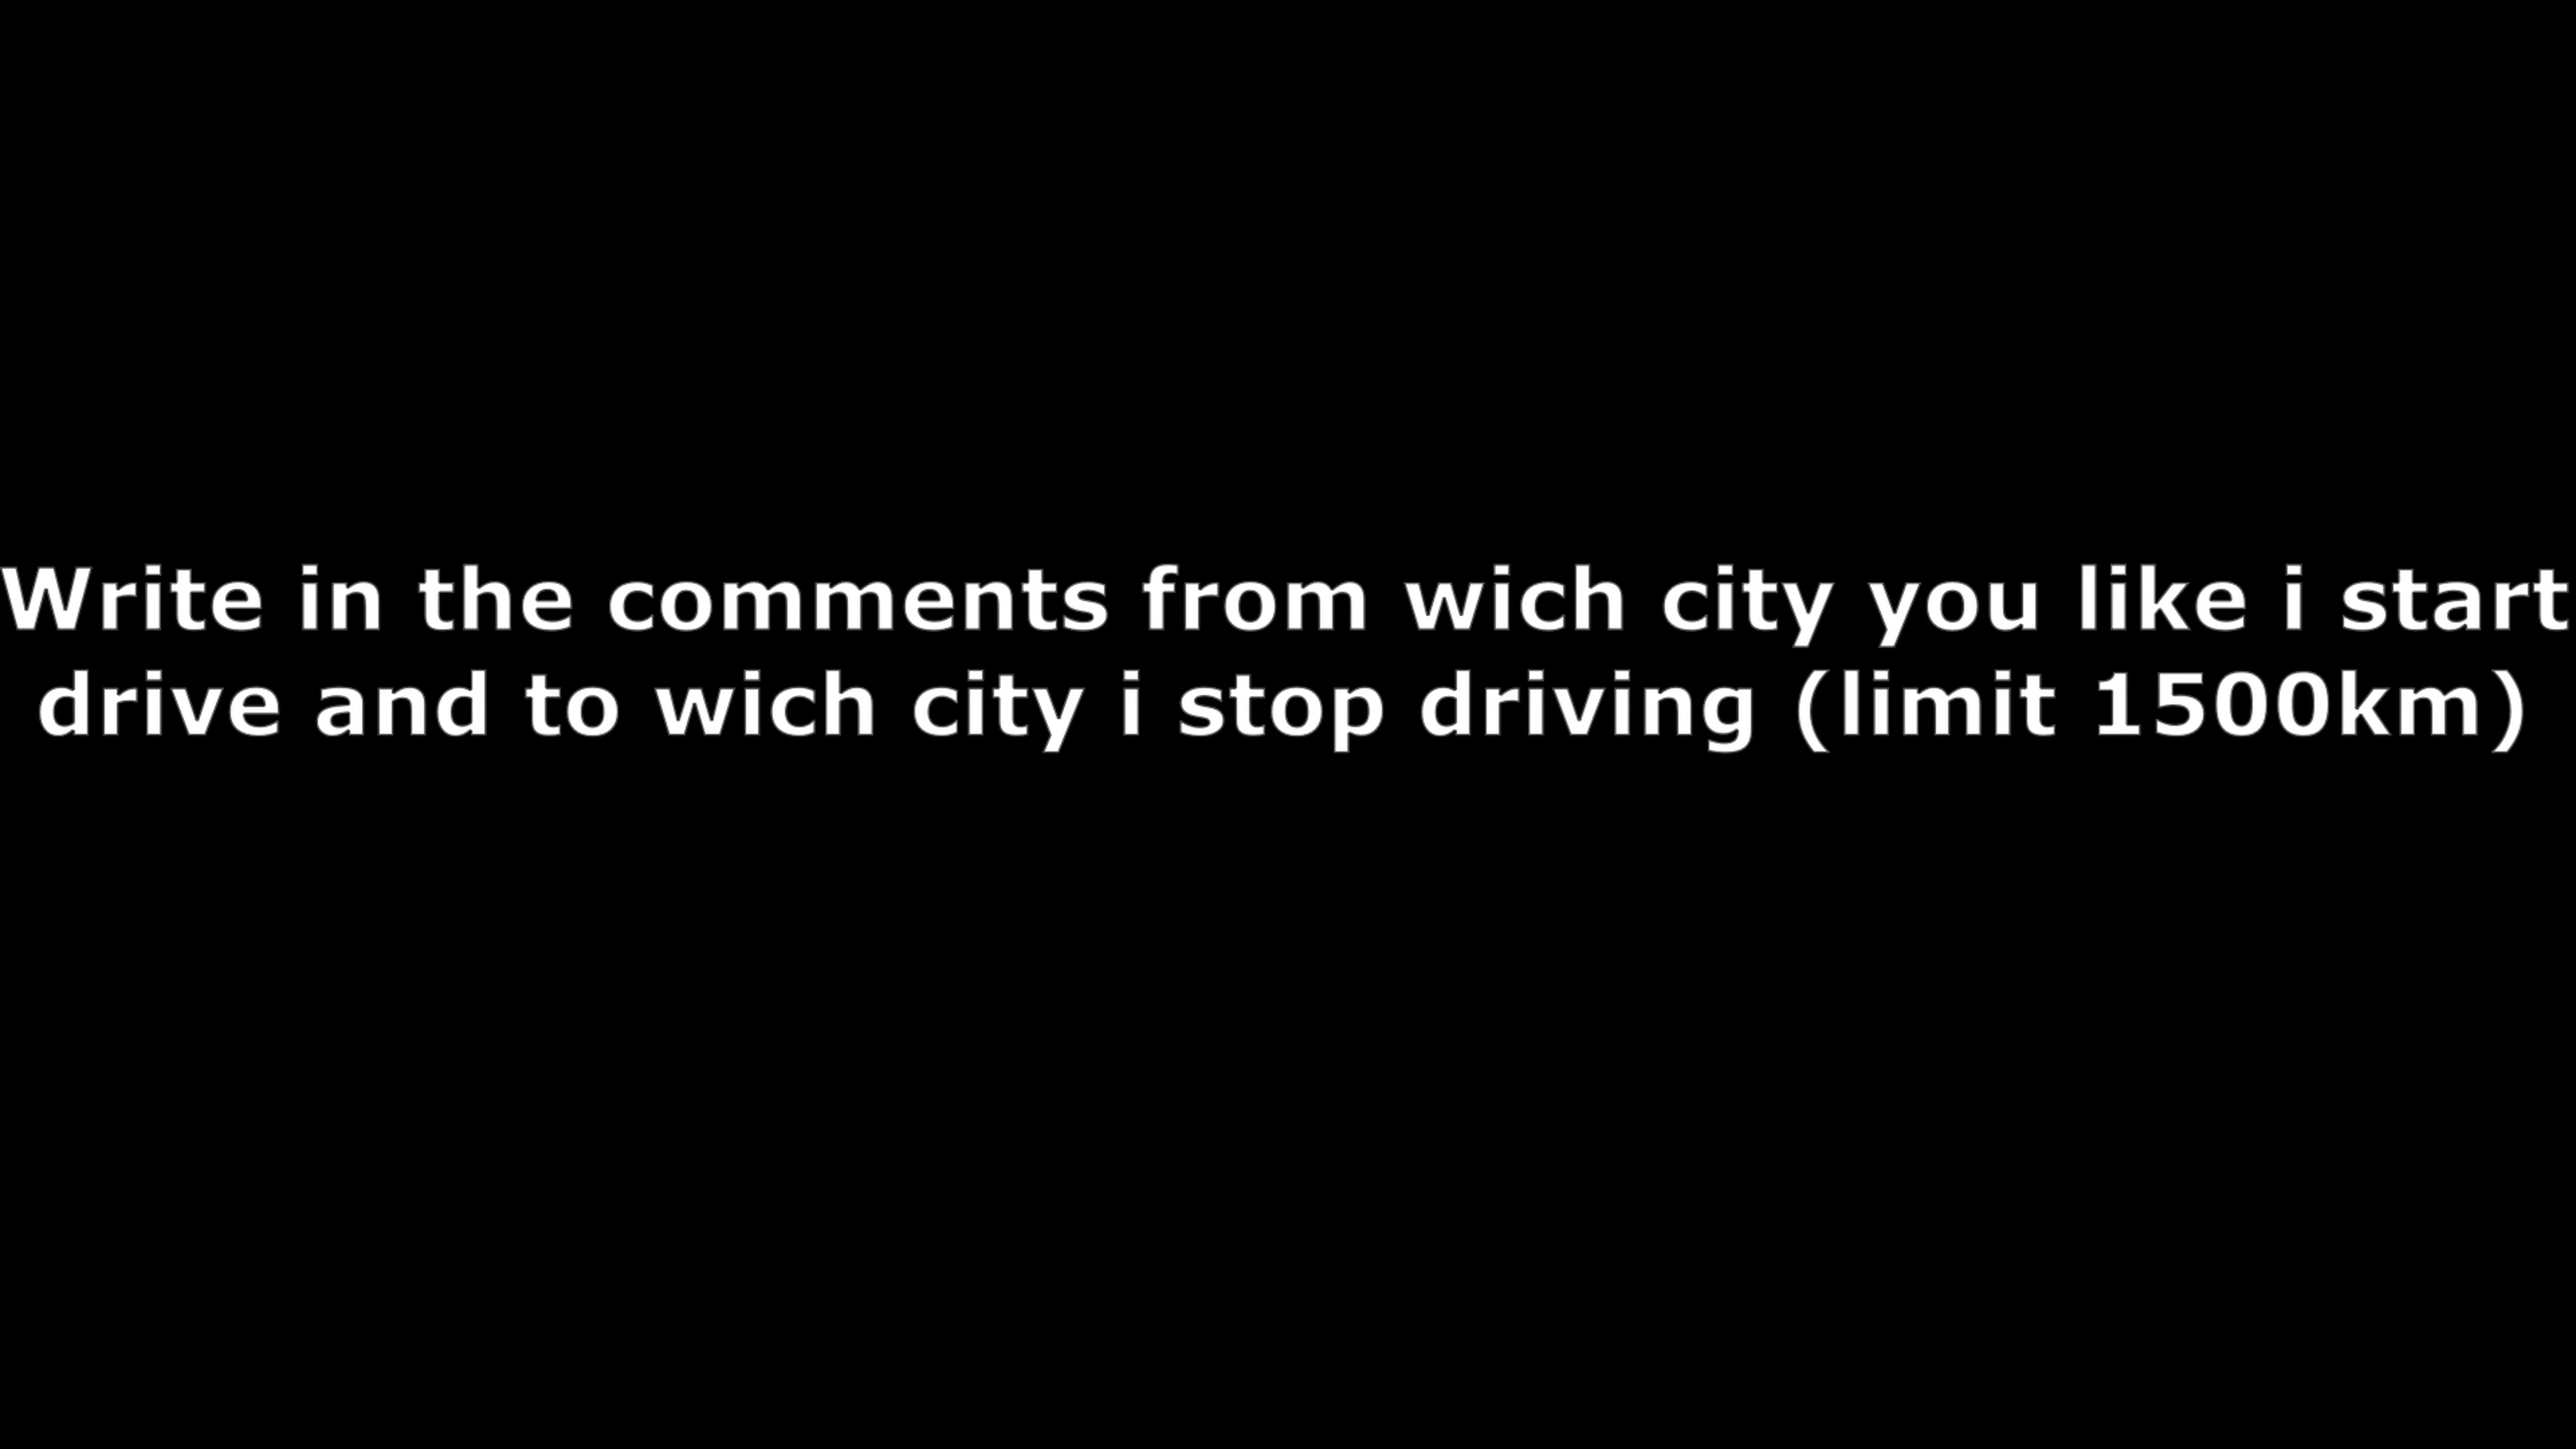 Write in the comments from wich city you like i start
drive and to wich city i stop driving (limit 1500km)